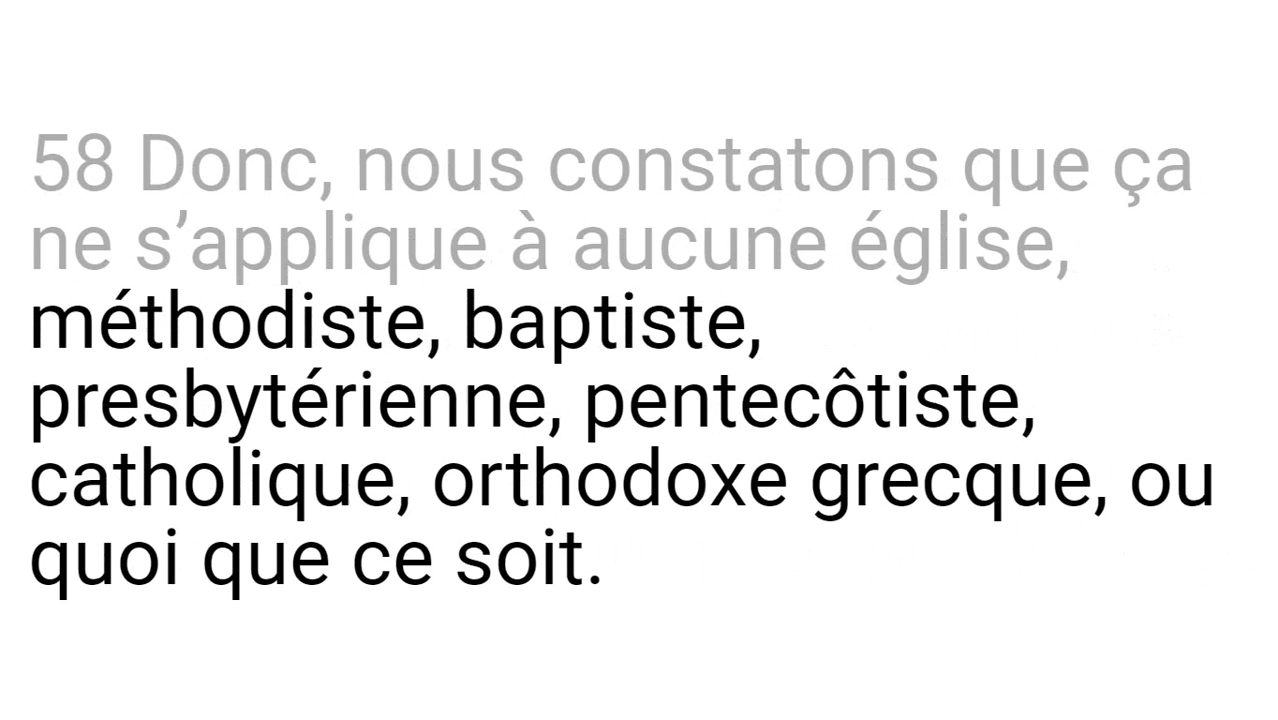 58 Donc, nous constatons que ça
ne s’applique à aucune église,
méthodiste, baptiste,
presbytérienne, pentecôtiste,
catholique, orthodoxe grecque, ou
quoi que ce soit.